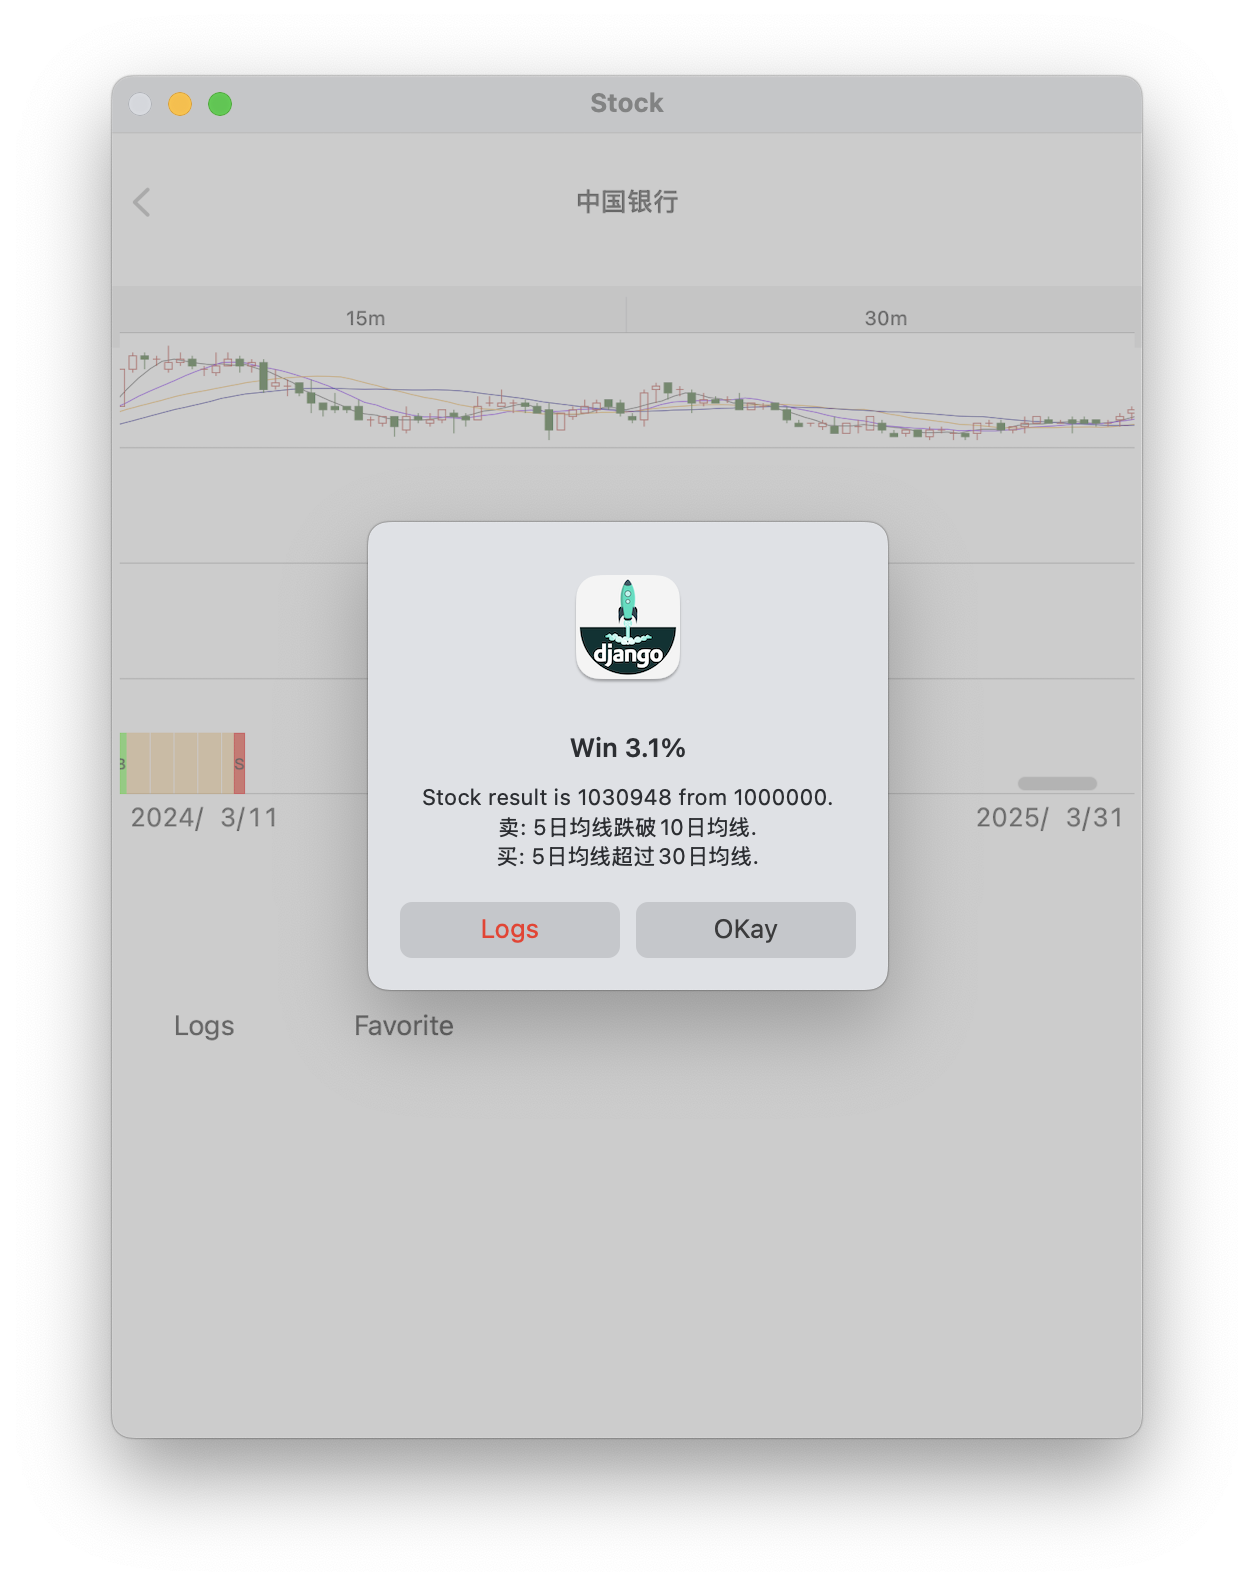 Stock
中国银行
15m
30m
django
Win 3.1%
Stock result is 1030948 from 1000000.
卖: 5日均线跌破10日均线.
买: 5日均线超过30日均线.
Logs
OKay
S
2024/ 3/11
2025/ 3/31
Logs
Favorite